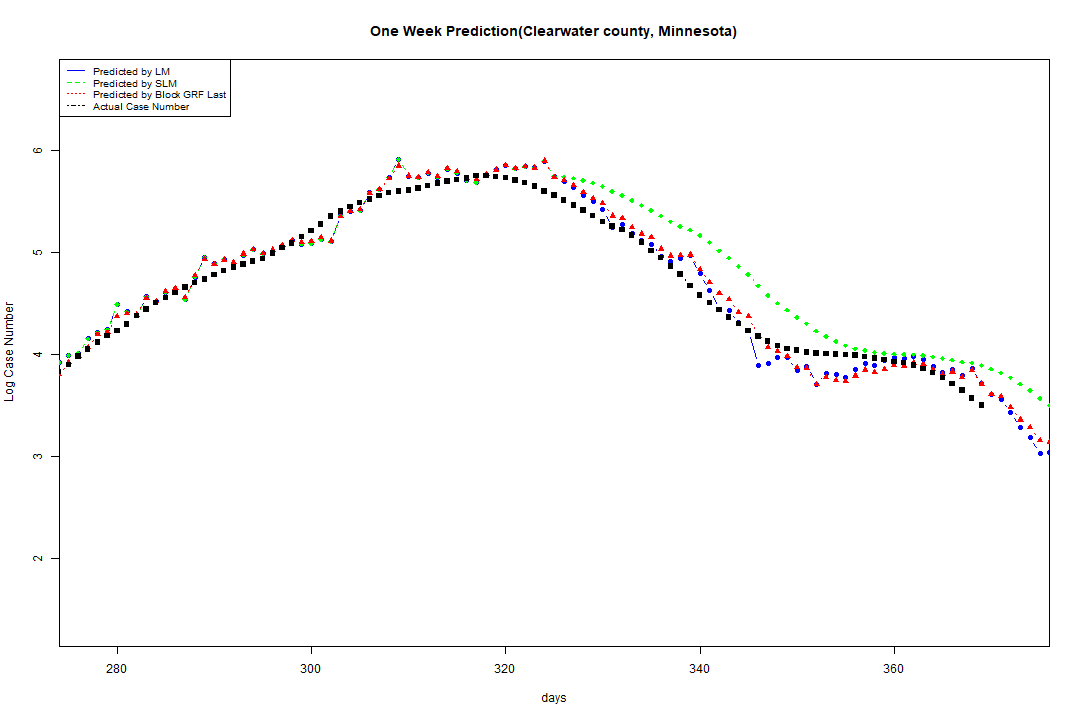 One Week Prediction(Clearwater county, Minnesota)
Predicted by LM
Predicted by SLM
Predicted by Block GRF Last
Actual Case Number
6
5
4
3
2
Log Case Number
280 300 320 340 360
days